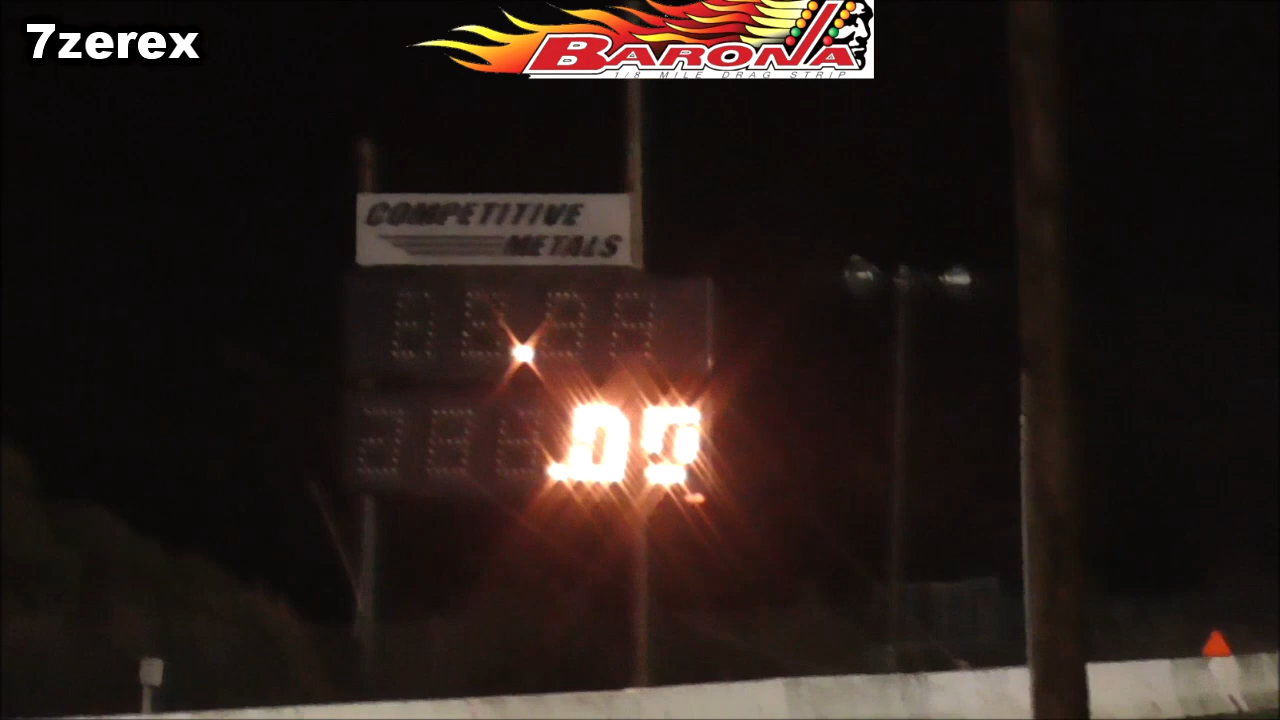 7zerex
BARONA
1/8 MILE DRAG STRIP
COMPETITIVE
METALS